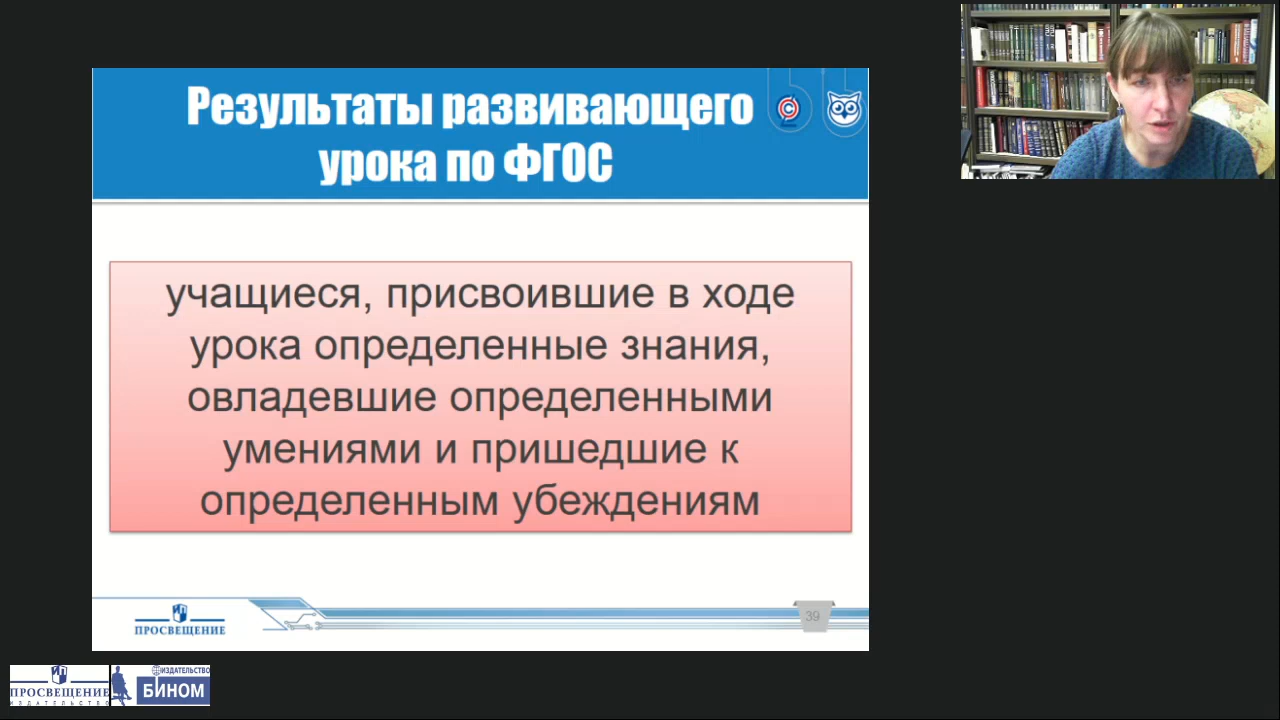 Результаты развивающего
урока по ФГОС
учащиеся, присвоившие в ходе
урока определенные знания,
овладевшие определенными
умениями и пришедшие к
определенным убеждениям
ПРОСВЕЩЕНИЕ
39
ПРОСВЕЩЕНИЕ
ИЗДАТЕЛЬСТВО
ИЗДАТЕЛЬСТВО
БИНОМ